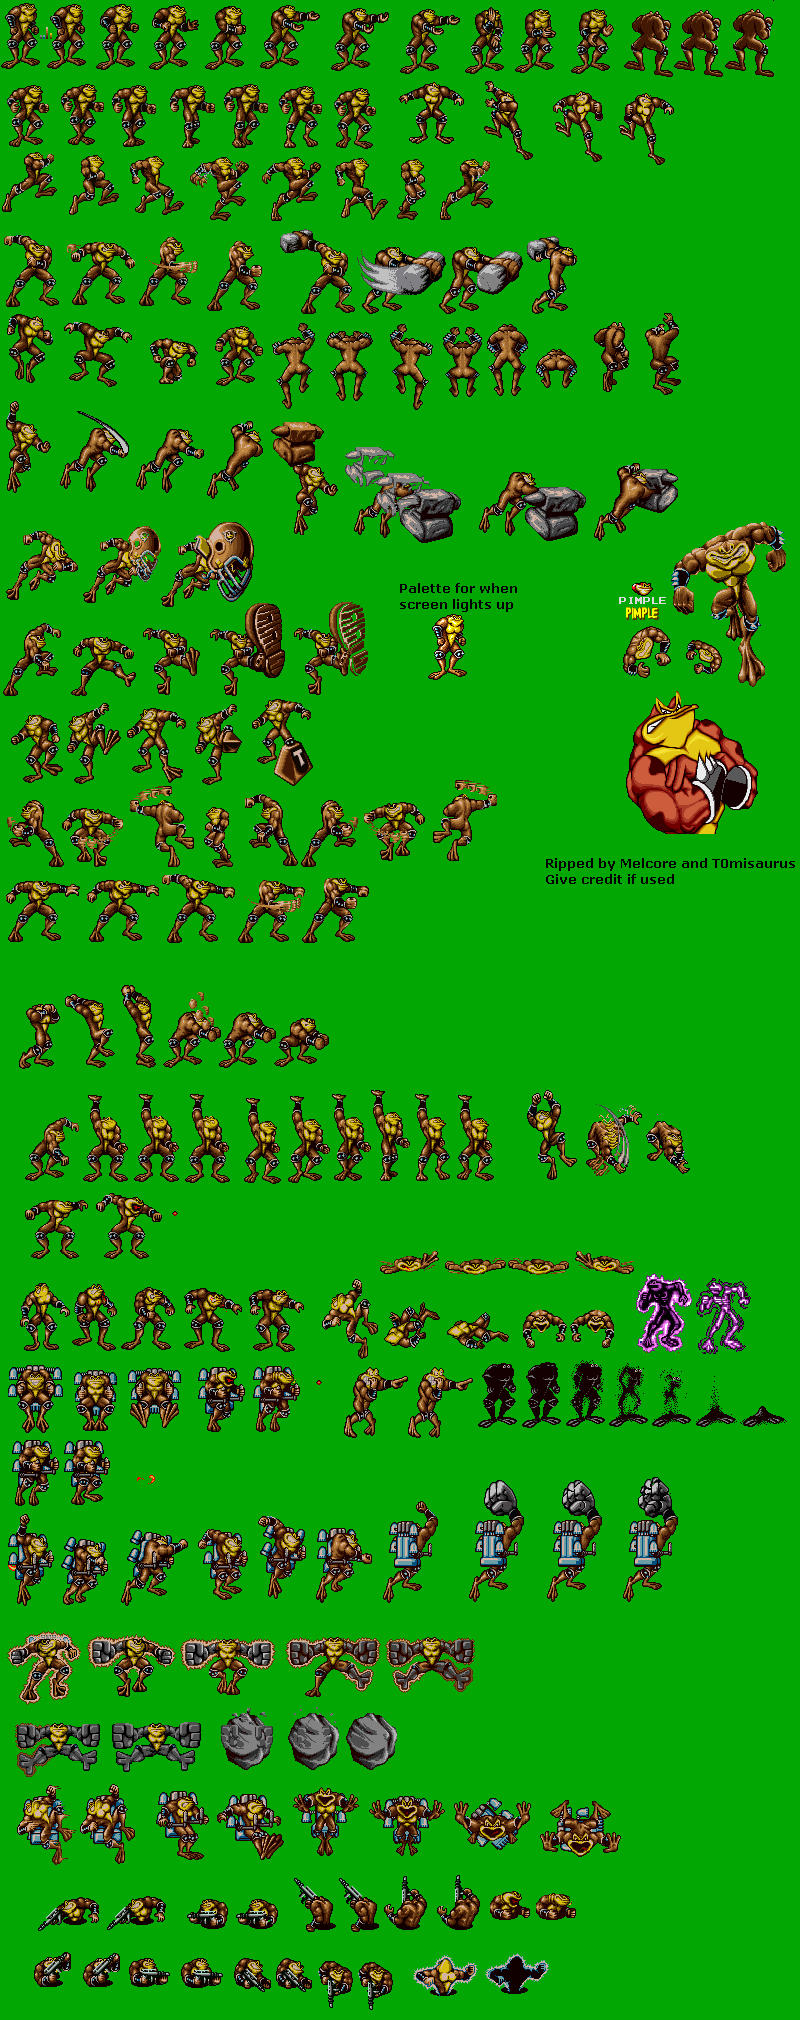 Palette for when
screen lights up
PIMPLE
PIMPLE
T
Ripped by Melcore and T0misaurus
Give credit if used